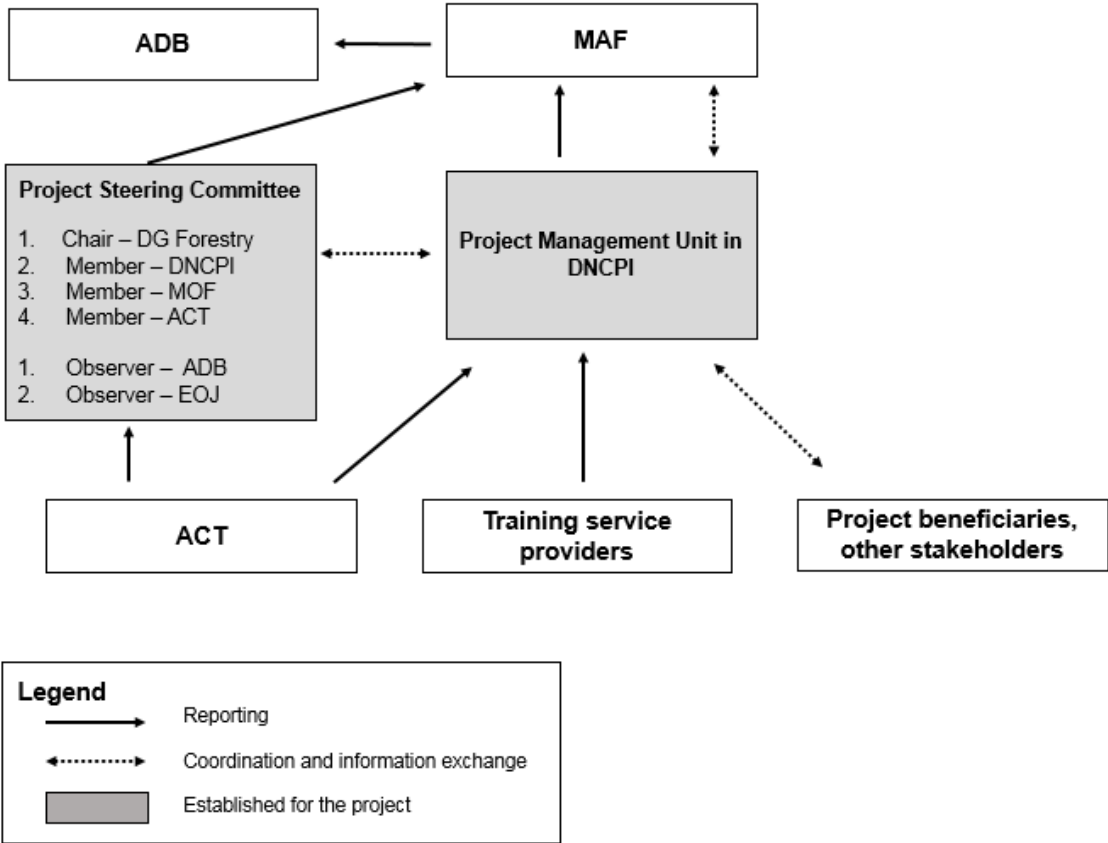 ADB
MAF
Project Steering Committee
1. Chair – DG Forestry
2. Member – DNCPI
3. Member – MOF
4. Member – ACT
1. Observer – ADB
2. Observer – EOJ
Project Management Unit in
DNCPI
ACT
Training service
providers
Project beneficiaries,
other stakeholders
Legend
Reporting
Coordination and information exchange
Established for the project